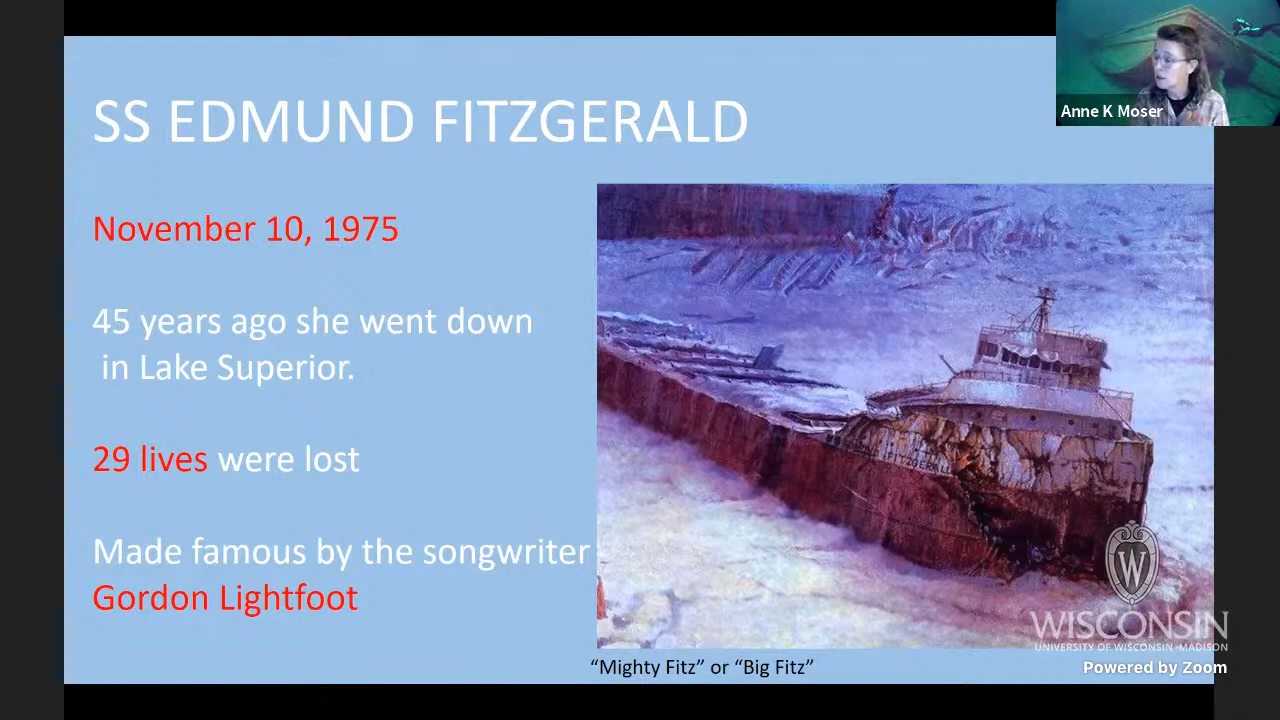 SS EDMUND FITZGERALD
Anne K Moser
November 10, 1975
45 years ago she went down
in Lake Superior.
29 lives were lost
Made famous by the songwriter
Gordon Lightfoot
FITZGERALD
W
WISCONSIN
UNIVERSITY OF WISCONSIN-MADISON
“Mighty Fitz” or “Big Fitz”
Powered by Zoom